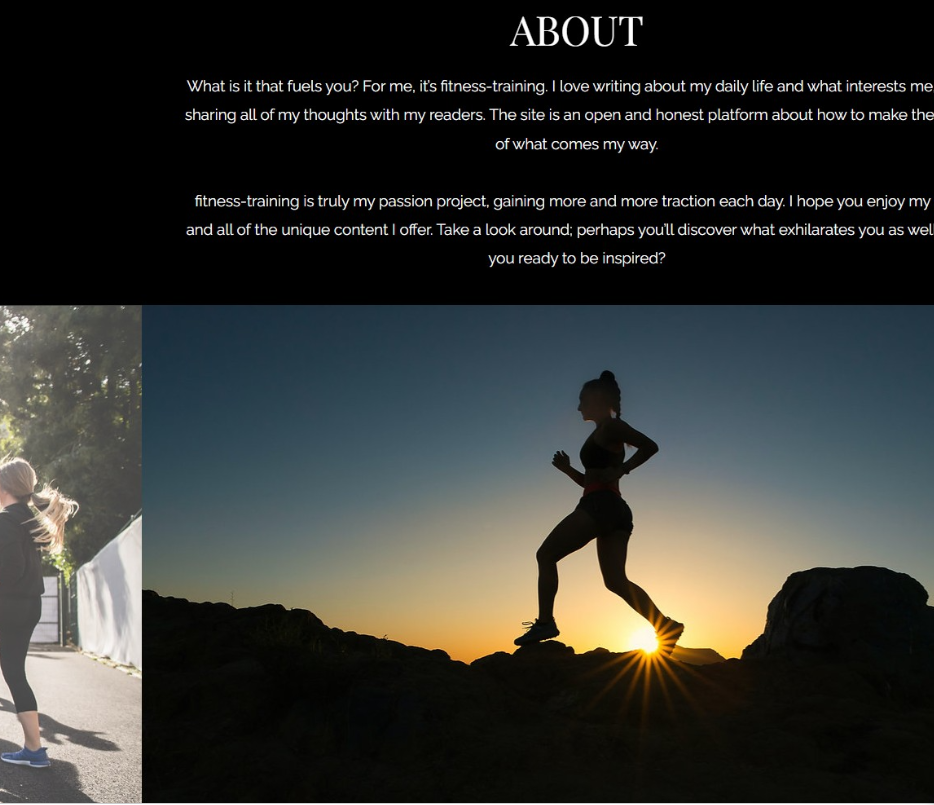 ABOUT
What is it that fuels you? For me, it's fitness-training. I love writing about my daily life and what interests me
sharing all of my thoughts with my readers. The site is an open and honest platform about how to make the
of what comes my way.
fitness-training is truly my passion project, gaining more and more traction each day. I hope you enjoy my
and all of the unique content I offer. Take a look around; perhaps you'll discover what exhilarates you as well
you ready to be inspired?